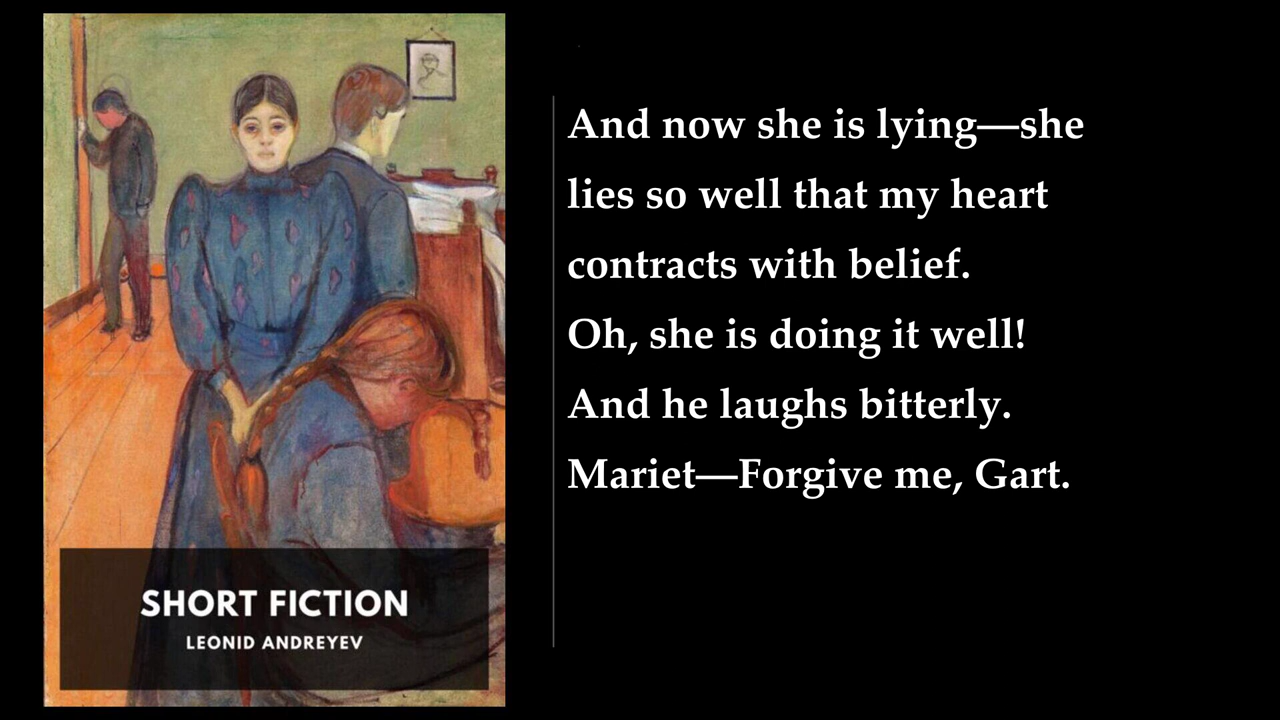 And now she is lying—she
lies so well that my heart
contracts with belief.
Oh, she is doing it well!
And he laughs bitterly.
Mariet—Forgive me, Gart.
SHORT FICTION
LEONID ANDREYEV